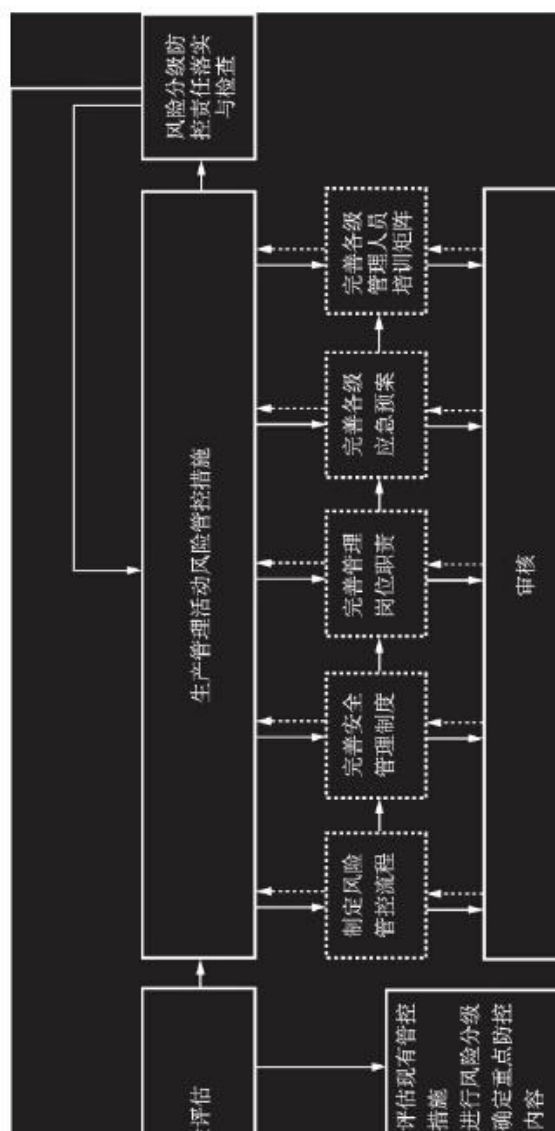 评估
生产管理活动风险管控措施
风险分级防
控责任落实
与检查
制定风险
管控流程
完善安全
管理制度
完善管理
岗位职责
完善各级
应急预案
完善各级
管理人员
培训矩阵
评估现有管控
措施
进行风险分级
确定重点防控
内容
审核